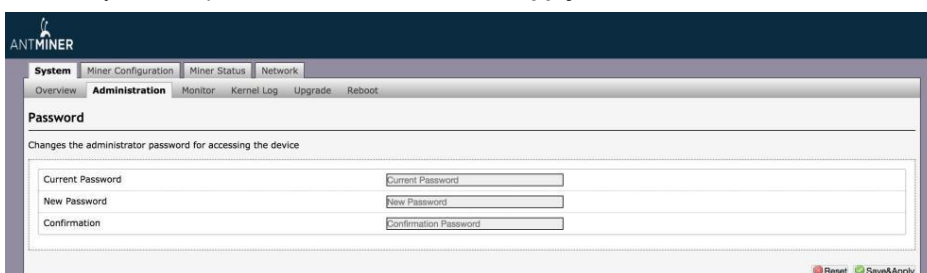 ANTMINER
System Miner Configuration Miner Status Network
Overview Administration Monitor Kernel Log Upgrade Reboot
Password
Changes the administrator password for accessing the device
Current Password Current Password
New Password New Password
Confirmation Confirmation Password
Reset Save&Apply